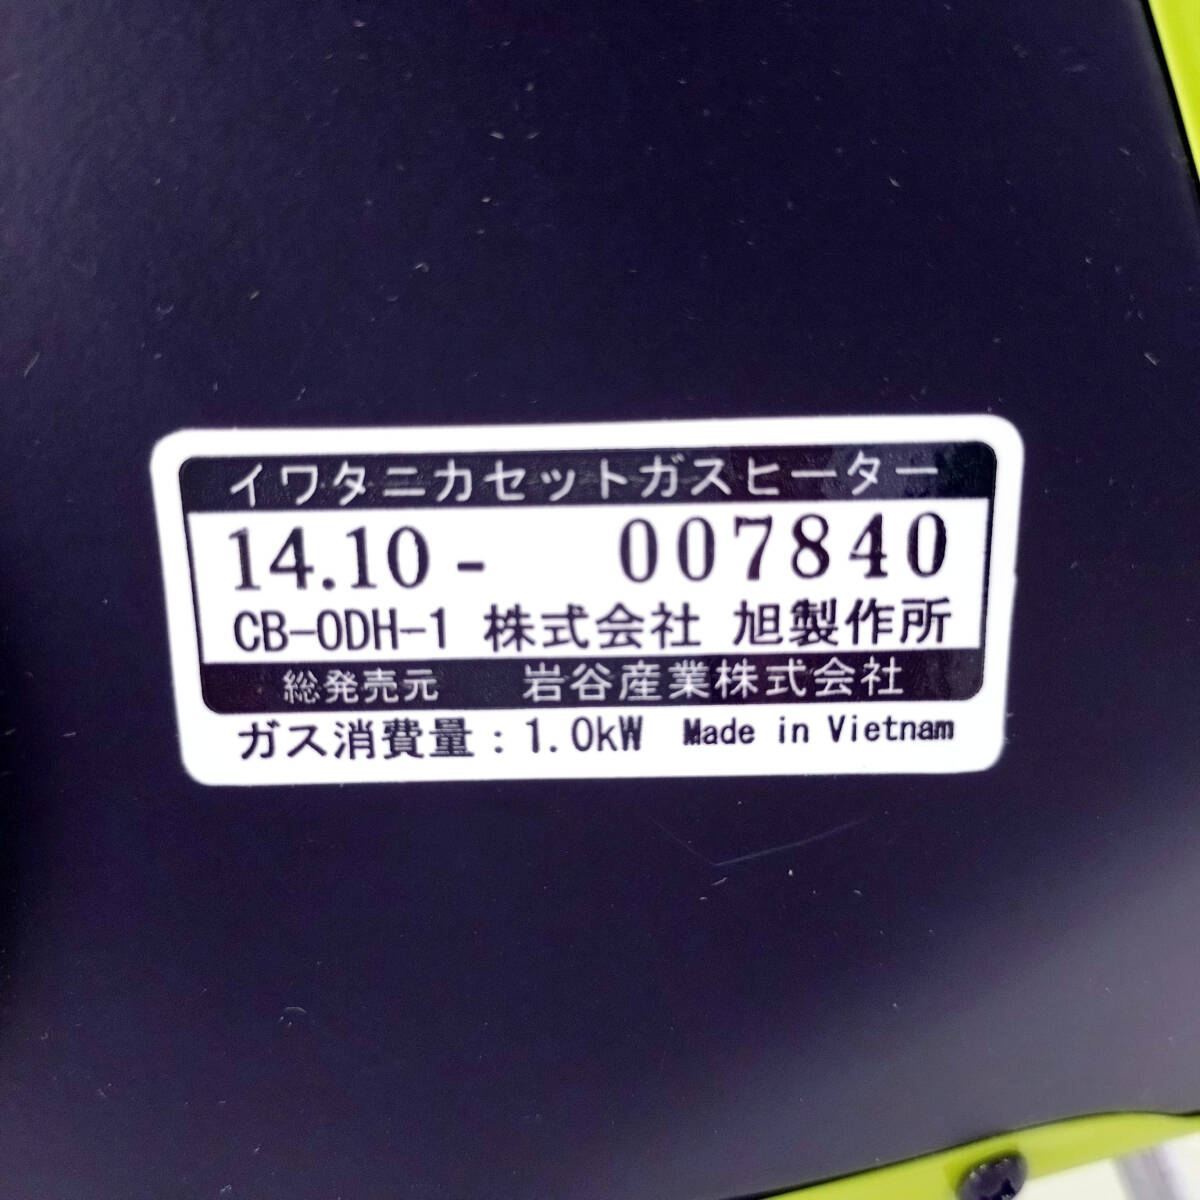 イワタニカセットガスヒーター
14.10 - 007840
CB-ODH-1 株式会社 旭製作所
総発売元 岩谷産業株式会社
ガス消費量：1.0kW Made in Vietnam